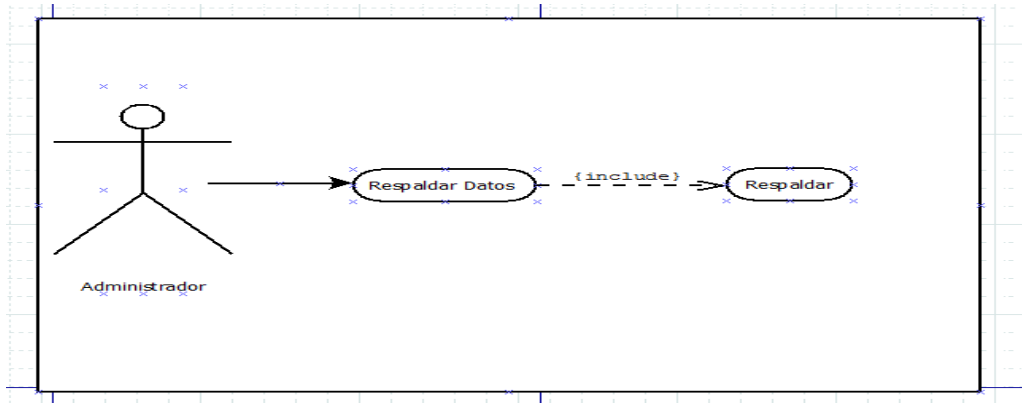 Respaldar Datos
{include}
Respaldar
Administrador